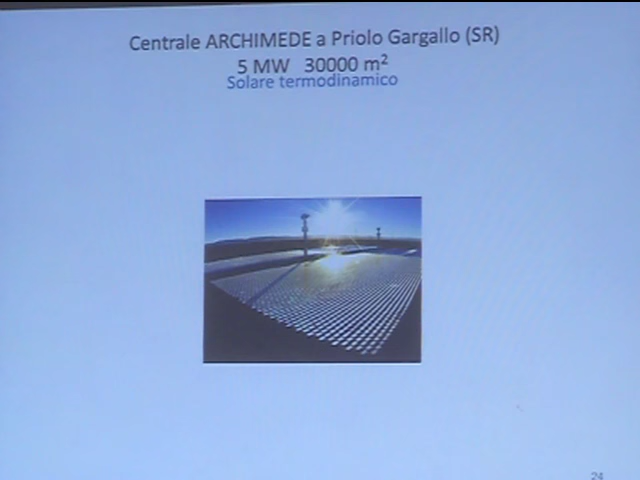 Centrale ARCHIMEDE a Priolo Gargallo (SR)
5 MW 30000 m²
Solare termodinamico
24